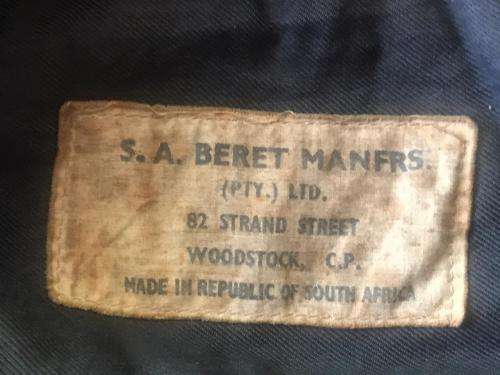 S. A. BERET MANFRS.
(PTY.) LTD.
82 STRAND STREET
WOODSTOCK. C.P.
MADE IN REPUBLIC OF SOUTH AFRICA